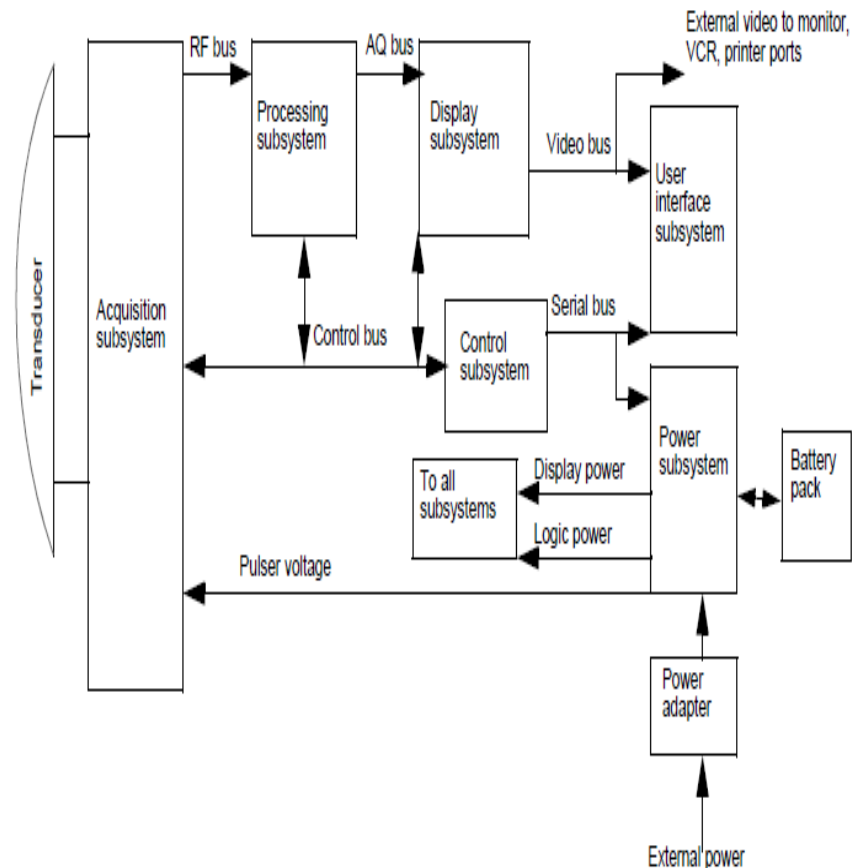 External video to monitor,
VCR, printer ports
RF bus
AQ bus
Processing
subsystem
Display
subsystem
Video bus
User
interface
subsystem
Transducer
Acquisition
subsystem
Control bus
Serial bus
Control
subsystem
Power
subsystem
Battery
pack
To all
subsystems
Display power
Logic power
Pulser voltage
Power
adapter
External power